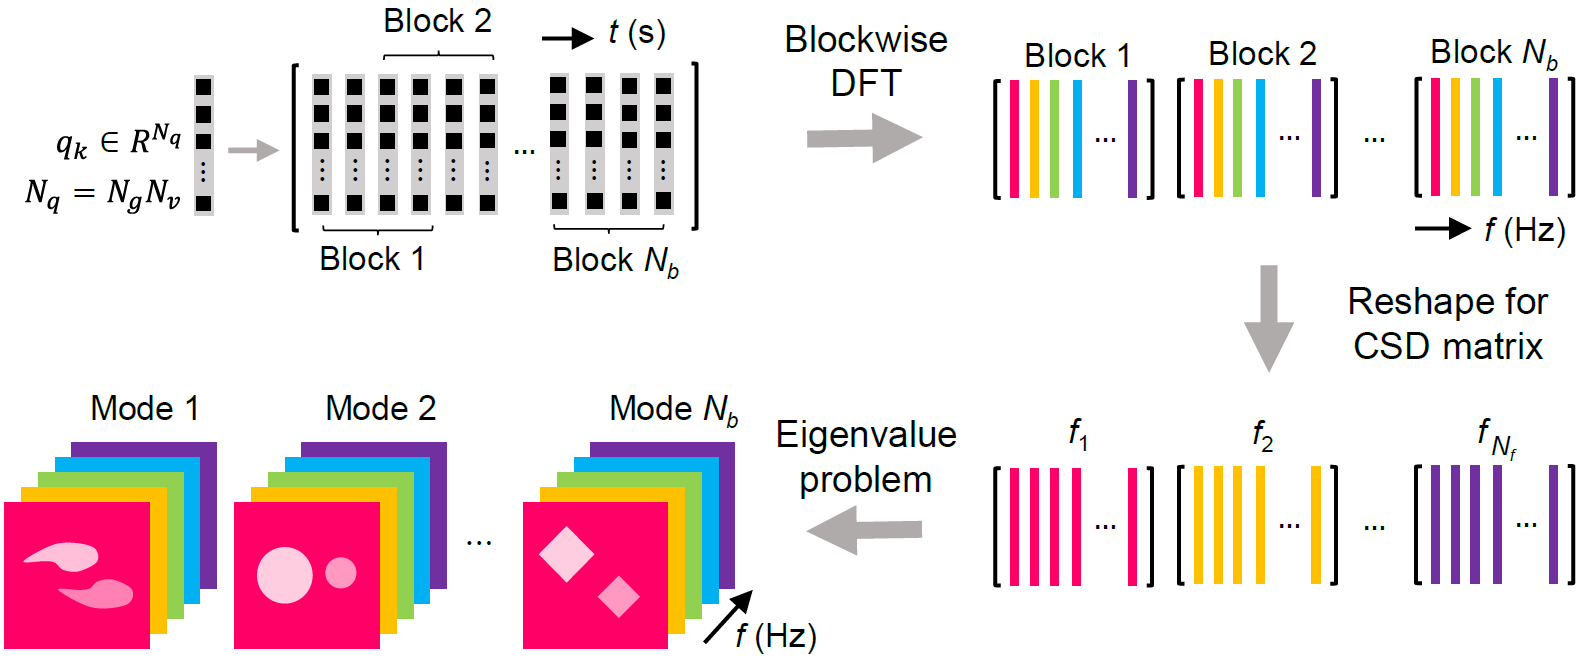 Block 2
t (s)
q_k ∈ R^{N_q}
N_q = N_g N_v
...
Block 1
Block N_b
Blockwise
DFT
Block 1
Block 2
Block N_b
...
...
...
...
f (Hz)
Reshape for
CSD matrix
f_1
f_2
f_{N_f}
...
...
...
...
Eigenvalue
problem
Mode 1
Mode 2
Mode N_b
...
f (Hz)